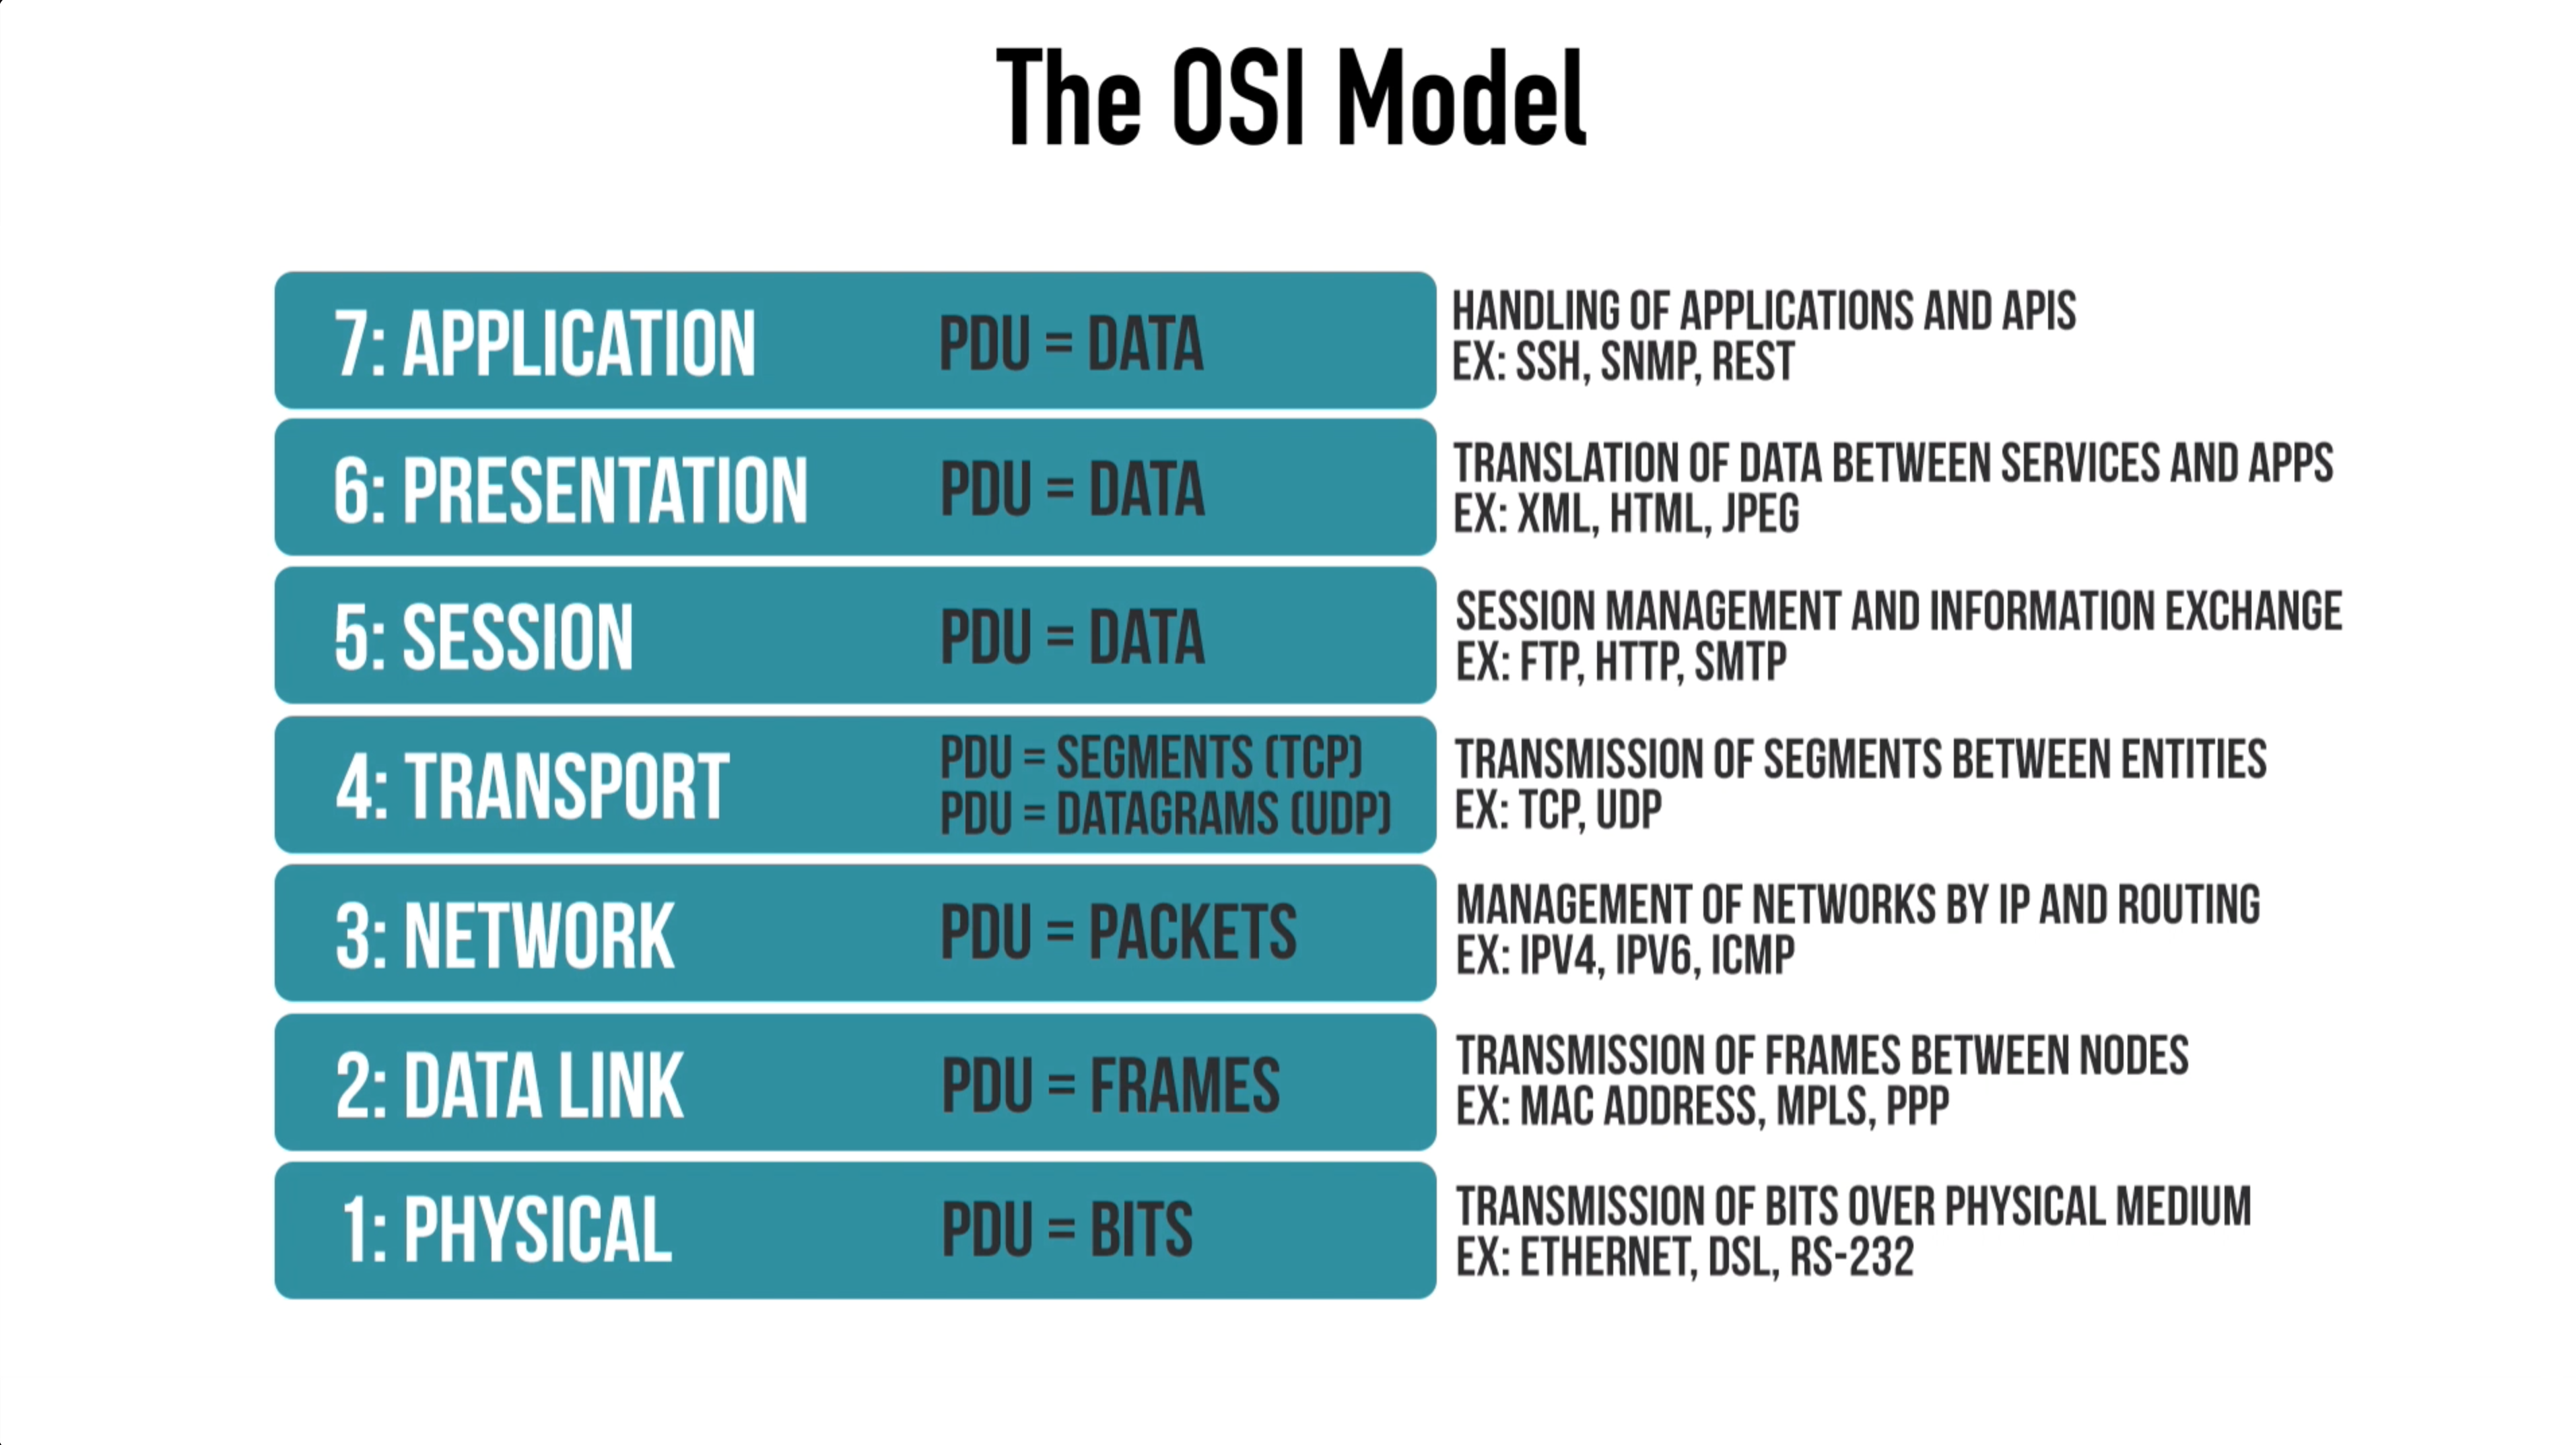 The OSI Model
7: APPLICATION
PDU = DATA
HANDLING OF APPLICATIONS AND APIS
EX: SSH, SNMP, REST
6: PRESENTATION
PDU = DATA
TRANSLATION OF DATA BETWEEN SERVICES AND APPS
EX: XML, HTML, JPEG
5: SESSION
PDU = DATA
SESSION MANAGEMENT AND INFORMATION EXCHANGE
EX: FTP, HTTP, SMTP
4: TRANSPORT
PDU = SEGMENTS (TCP)
PDU = DATAGRAMS (UDP)
TRANSMISSION OF SEGMENTS BETWEEN ENTITIES
EX: TCP, UDP
3: NETWORK
PDU = PACKETS
MANAGEMENT OF NETWORKS BY IP AND ROUTING
EX: IPV4, IPV6, ICMP
2: DATA LINK
PDU = FRAMES
TRANSMISSION OF FRAMES BETWEEN NODES
EX: MAC ADDRESS, MPLS, PPP
1: PHYSICAL
PDU = BITS
TRANSMISSION OF BITS OVER PHYSICAL MEDIUM
EX: ETHERNET, DSL, RS-232